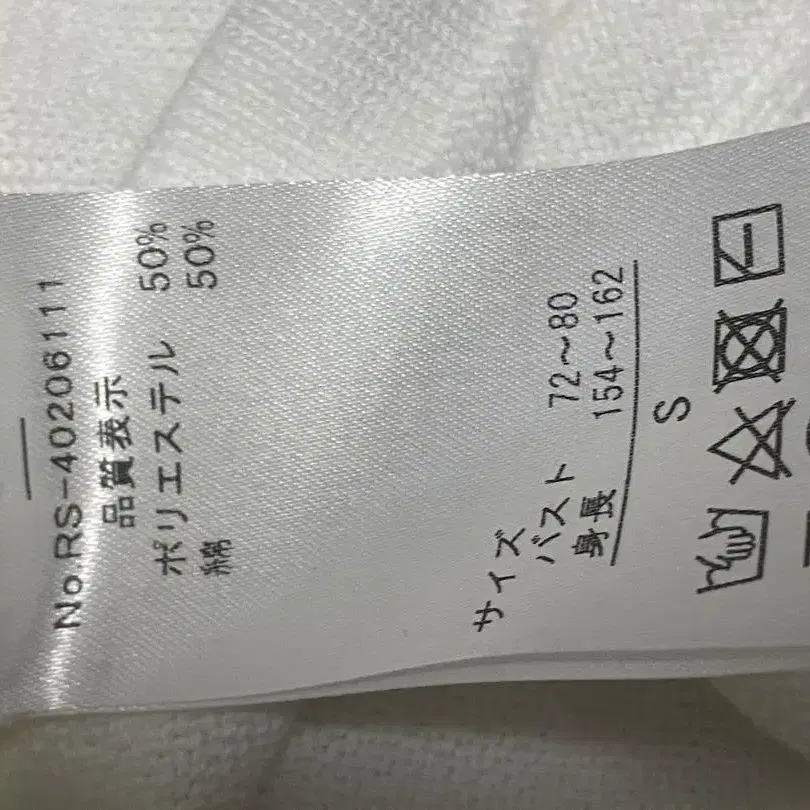 No.RS-40206111
品質表示
ポリエステル 50%
綿 50%
サイズ
バスト 72～80
身長 154～162
S